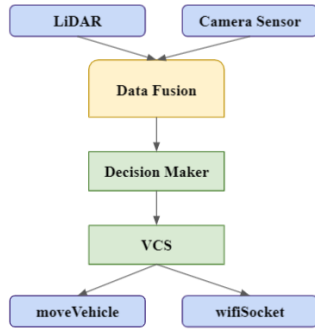 LiDAR
Camera Sensor
Data Fusion
Decision Maker
VCS
moveVehicle
wifiSocket